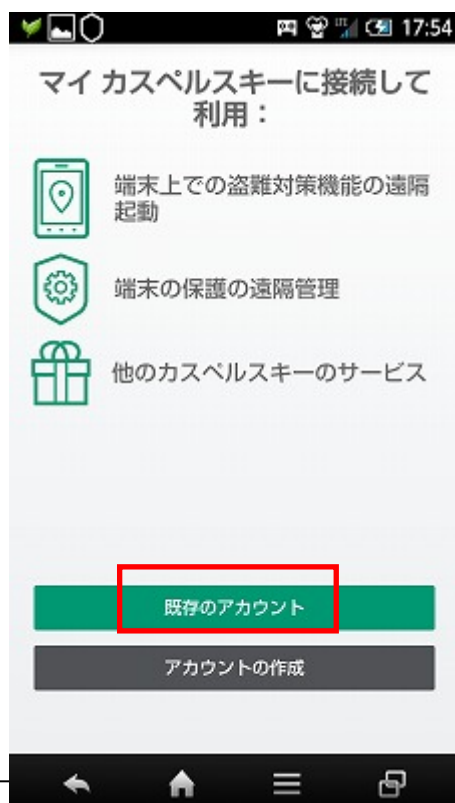 17:54
マイ カスペルスキーに接続して
利用：
端末上での盗難対策機能の遠隔
起動
端末の保護の遠隔管理
他のカスペルスキーのサービス
既存のアカウント
アカウントの作成